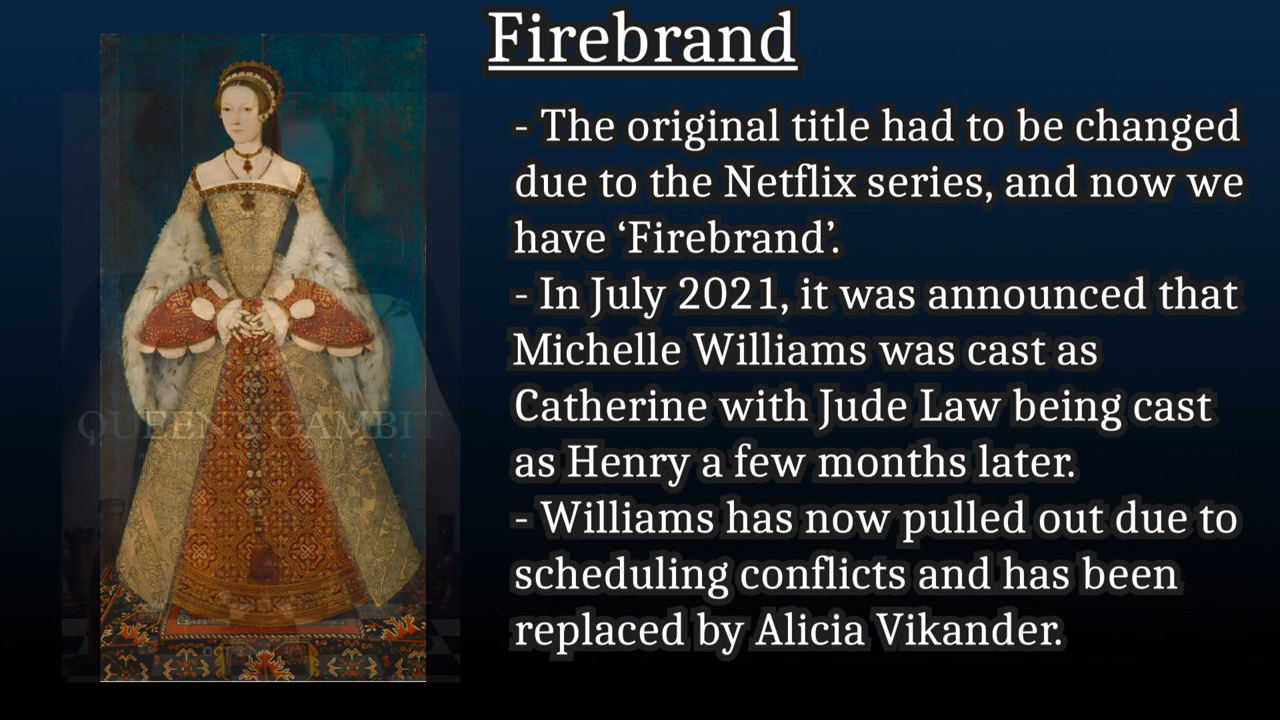 Firebrand
- The original title had to be changed
due to the Netflix series, and now we
have ‘Firebrand’.
- In July 2021, it was announced that
Michelle Williams was cast as
Catherine with Jude Law being cast
as Henry a few months later.
- Williams has now pulled out due to
scheduling conflicts and has been
replaced by Alicia Vikander.
QUEEN'S GAMBIT